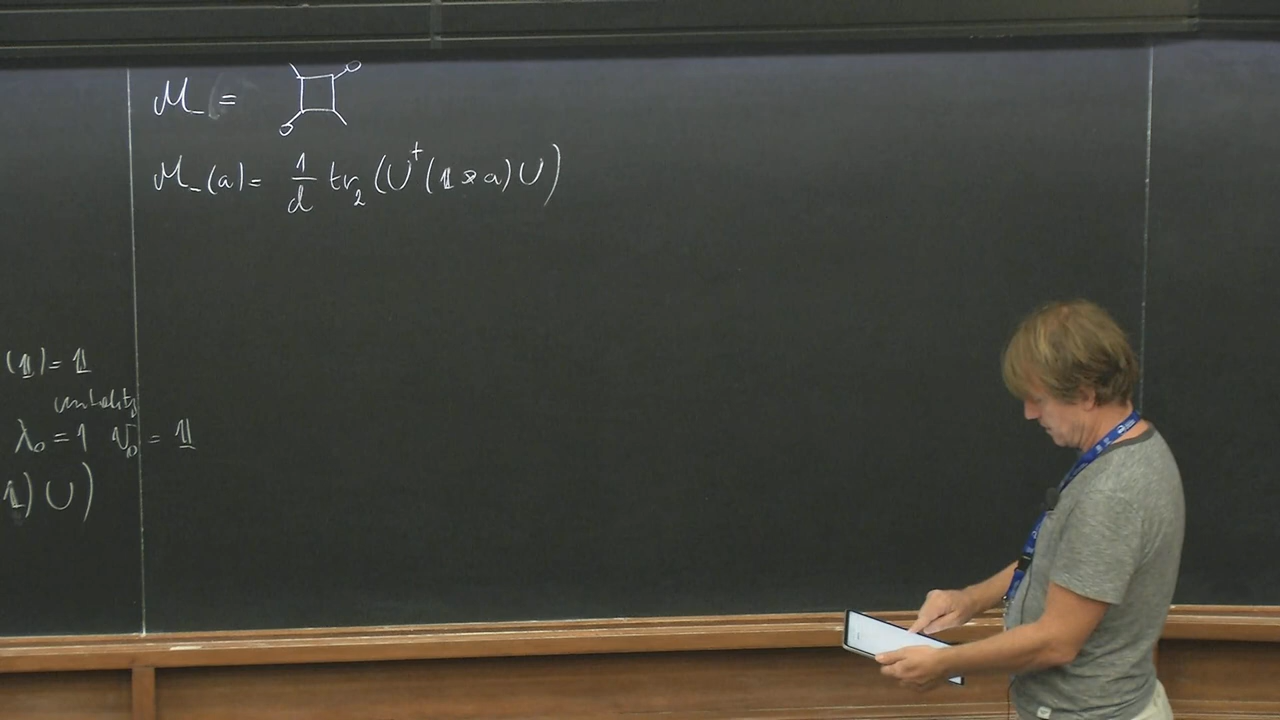 ℳ₋ =
ℳ₋(a) = 1/d tr₂ (U† (𝟙 ⊗ a) U)
(𝟙) = 𝟙
unitality
λ₀ = 1 v₀ = 𝟙
𝟙) U)